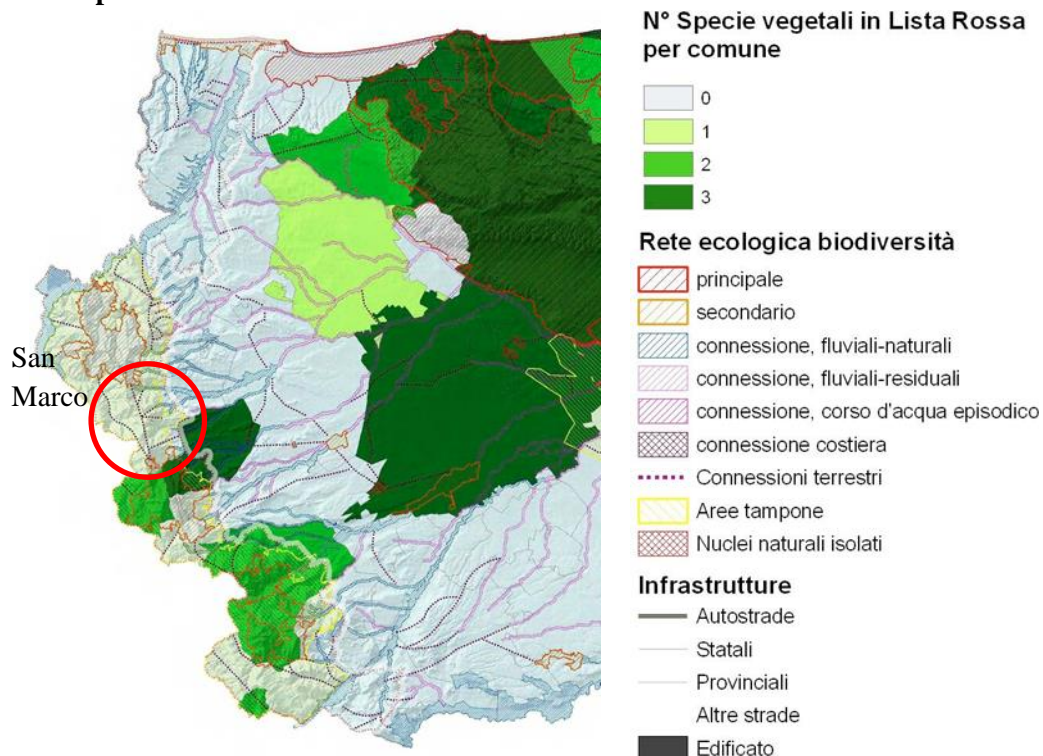 N° Specie vegetali in Lista Rossa
per comune
0
1
2
3
Rete ecologica biodiversità
principale
secondario
connessione, fluviali-naturali
connessione, fluviali-residuali
connessione, corso d'acqua episodico
connessione costiera
Connessioni terrestri
Aree tampone
Nuclei naturali isolati
Infrastrutture
Autostrade
Statali
Provinciali
Altre strade
Edificato
San
Marco